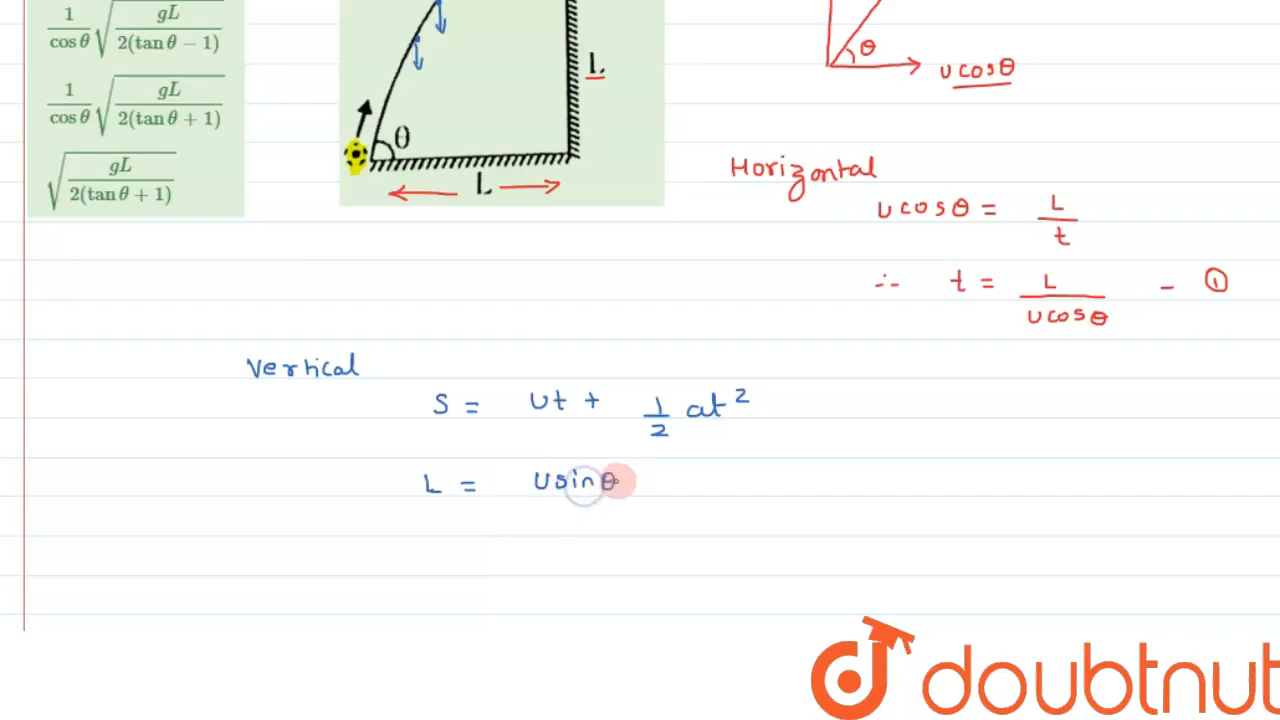 1/cosθ √(gL/2(tanθ − 1))
1/cosθ √(gL/2(tanθ + 1))
√(gL/2(tanθ + 1))
L
θ
L
θ
u cosθ
Horizontal
u cosθ = L/t
∴ t = L/u cosθ - ①
Vertical
S = ut + 1/2 at²
L = u sinθ
doubtnut